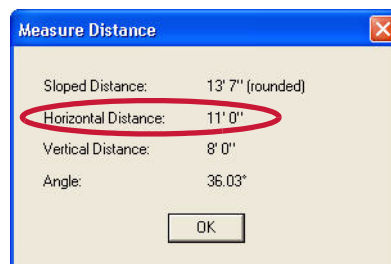 Measure Distance
Sloped Distance: 13' 7" (rounded)
Horizontal Distance: 11' 0"
Vertical Distance: 8' 0"
Angle: 36.03°
OK